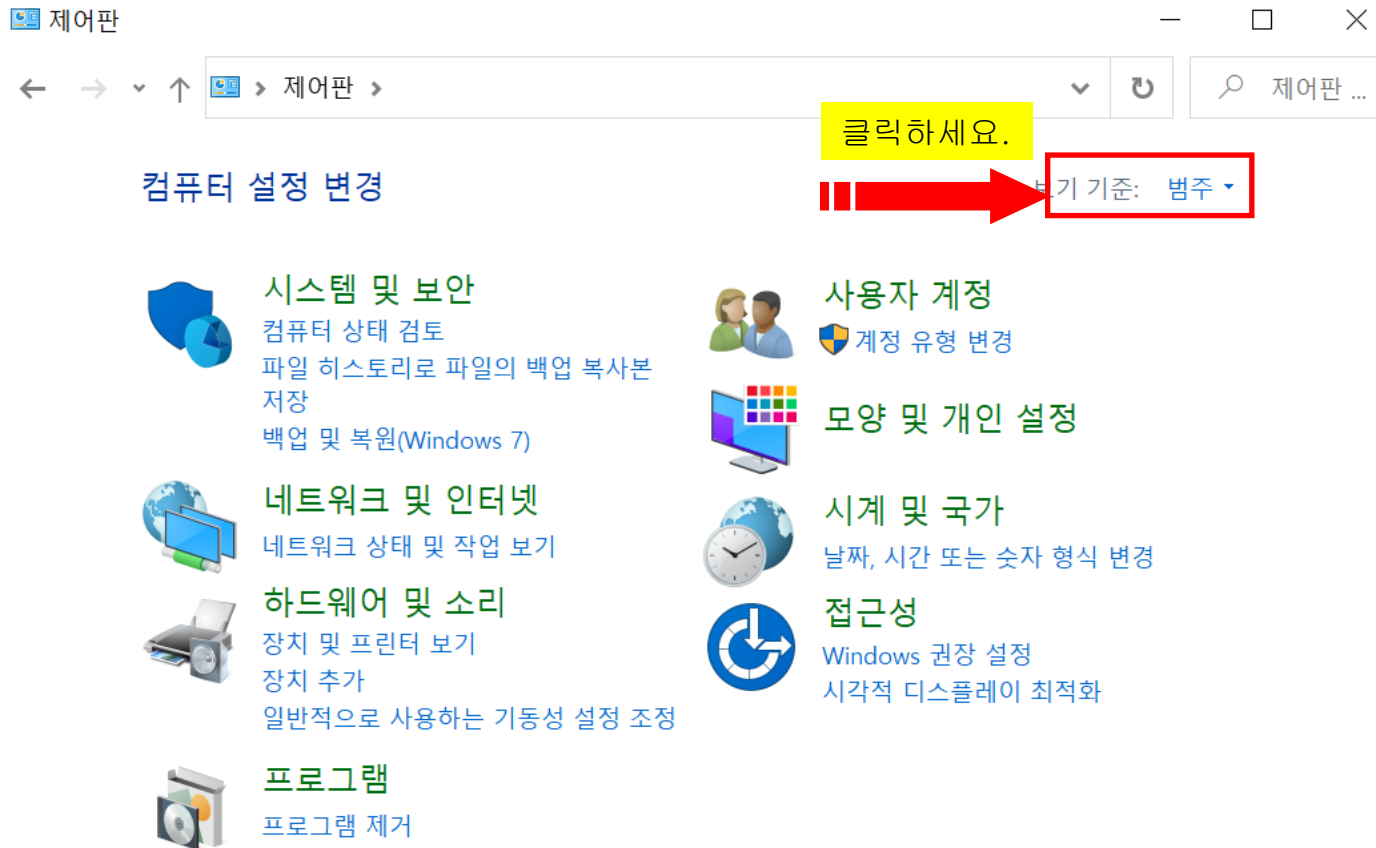 제어판
제어판
제어판 ...
클릭하세요.
컴퓨터 설정 변경
보기 기준: 범주
시스템 및 보안
컴퓨터 상태 검토
파일 히스토리로 파일의 백업 복사본
저장
백업 및 복원(Windows 7)
네트워크 및 인터넷
네트워크 상태 및 작업 보기
하드웨어 및 소리
장치 및 프린터 보기
장치 추가
일반적으로 사용하는 기동성 설정 조정
프로그램
프로그램 제거
사용자 계정
계정 유형 변경
모양 및 개인 설정
시계 및 국가
날짜, 시간 또는 숫자 형식 변경
접근성
Windows 권장 설정
시각적 디스플레이 최적화